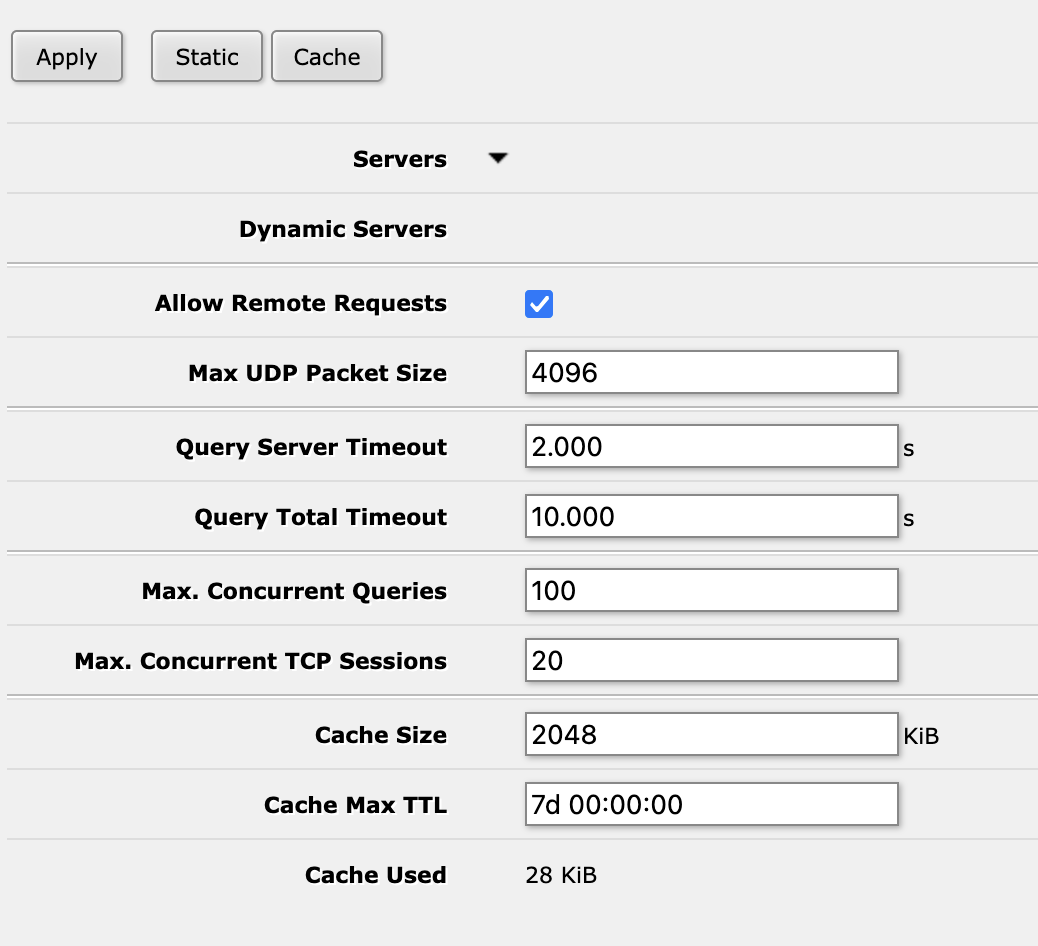 Apply Static Cache
Servers
Dynamic Servers
Allow Remote Requests
Max UDP Packet Size 4096
Query Server Timeout 2.000 s
Query Total Timeout 10.000 s
Max. Concurrent Queries 100
Max. Concurrent TCP Sessions 20
Cache Size 2048 KiB
Cache Max TTL 7d 00:00:00
Cache Used 28 KiB